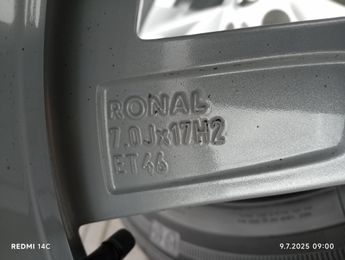 RONAL
7.0Jx17H2
ET46
REDMI 14C
9.7.2025 09:00